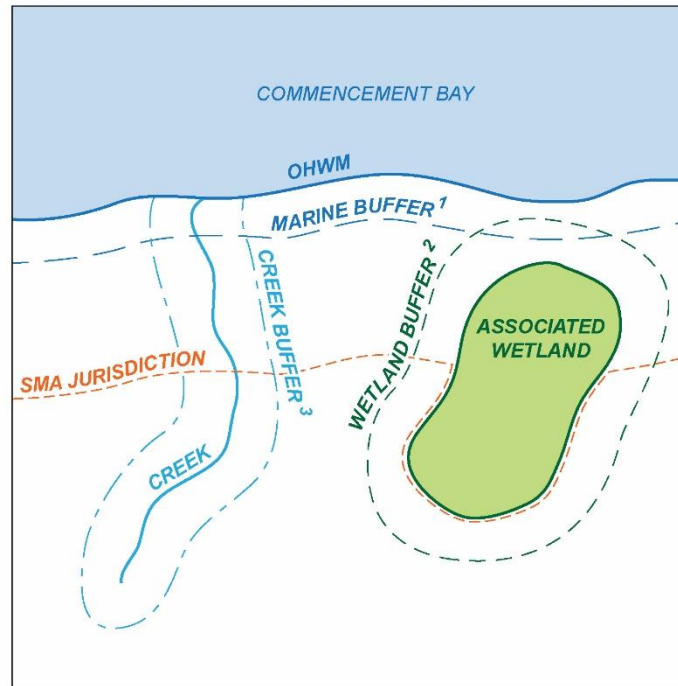 COMMENCEMENT BAY
OHWM
MARINE BUFFER 1
CREEK BUFFER 3
WETLAND BUFFER 2
ASSOCIATED
WETLAND
SMA JURISDICTION
CREEK